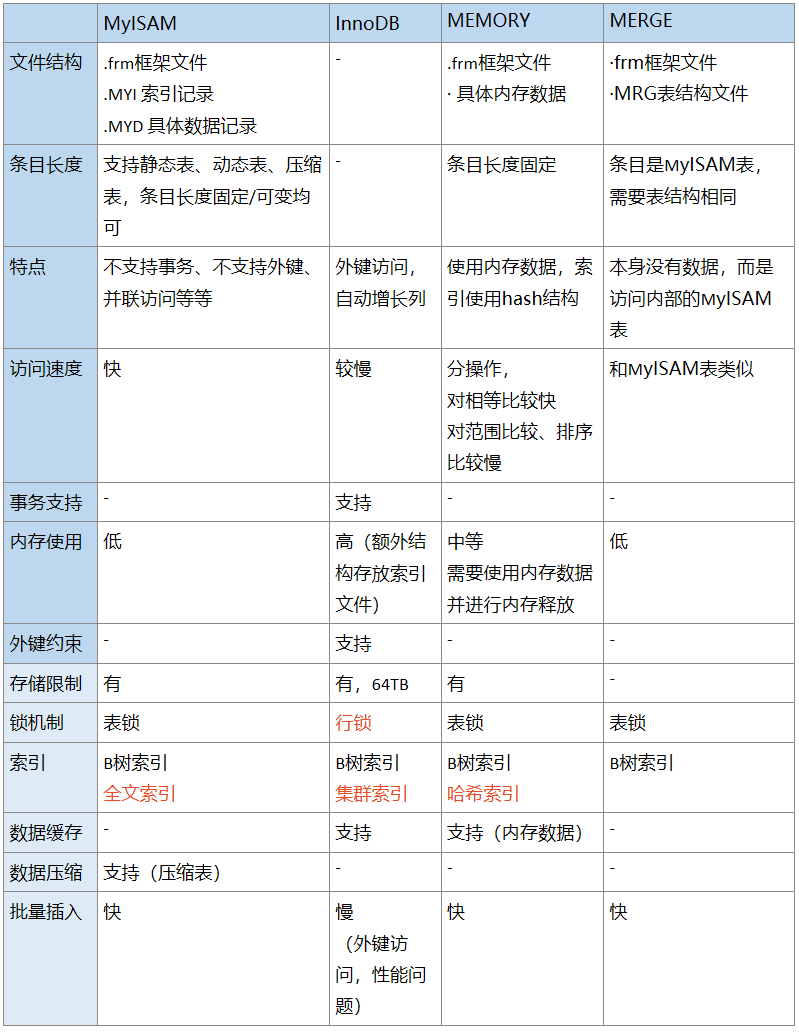 MyISAM InnoDB MEMORY MERGE
文件结构 .frm框架文件 - .frm框架文件 ·frm框架文件
.MYI 索引记录 · 具体内存数据 ·MRG表结构文件
.MYD 具体数据记录
条目长度 支持静态表、动态表、压缩 - 条目长度固定 条目是MyISAM表，
表，条目长度固定/可变均 需要表结构相同
可
特点 不支持事务、不支持外键、 外键访问， 使用内存数据，索 本身没有数据，而是
并联访问等等 自动增长列 引使用hash结构 访问内部的MyISAM
表
访问速度 快 较慢 分操作， 和MyISAM表类似
对相等比较快
对范围比较、排序
比较慢
事务支持 - 支持 - -
内存使用 低 高（额外结 中等 低
构存放索引 需要使用内存数据
文件） 并进行内存释放
外键约束 - 支持 - -
存储限制 有 有，64TB 有 -
锁机制 表锁 行锁 表锁 表锁
索引 B树索引 B树索引 B树索引 B树索引
全文索引 集群索引 哈希索引
数据缓存 - 支持 支持（内存数据） -
数据压缩 支持（压缩表） - - -
批量插入 快 慢 快 快
（外键访
问，性能问
题）